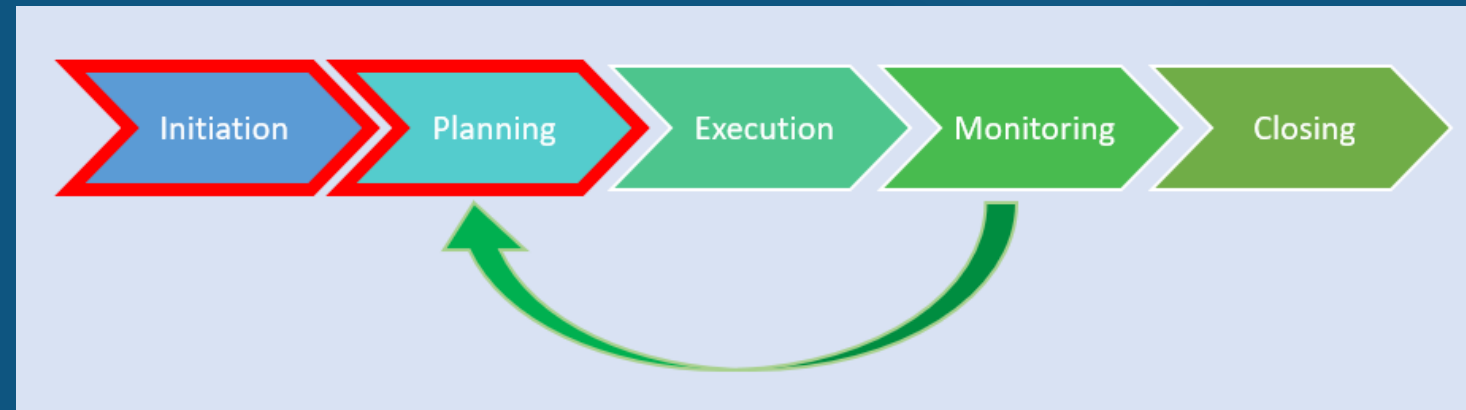 Initiation
Planning
Execution
Monitoring
Closing